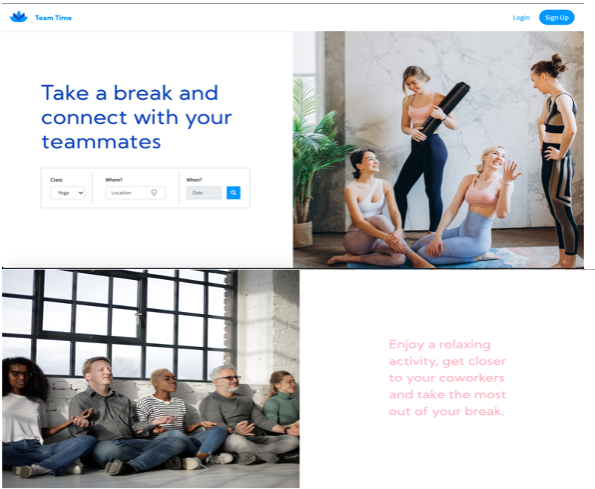 Team Time
Login
Sign Up
Take a break and
connect with your
teammates
Class
Where?
When?
Yoga
Location
Date
Enjoy a relaxing
activity, get closer
to your coworkers
and take the most
out of your break.